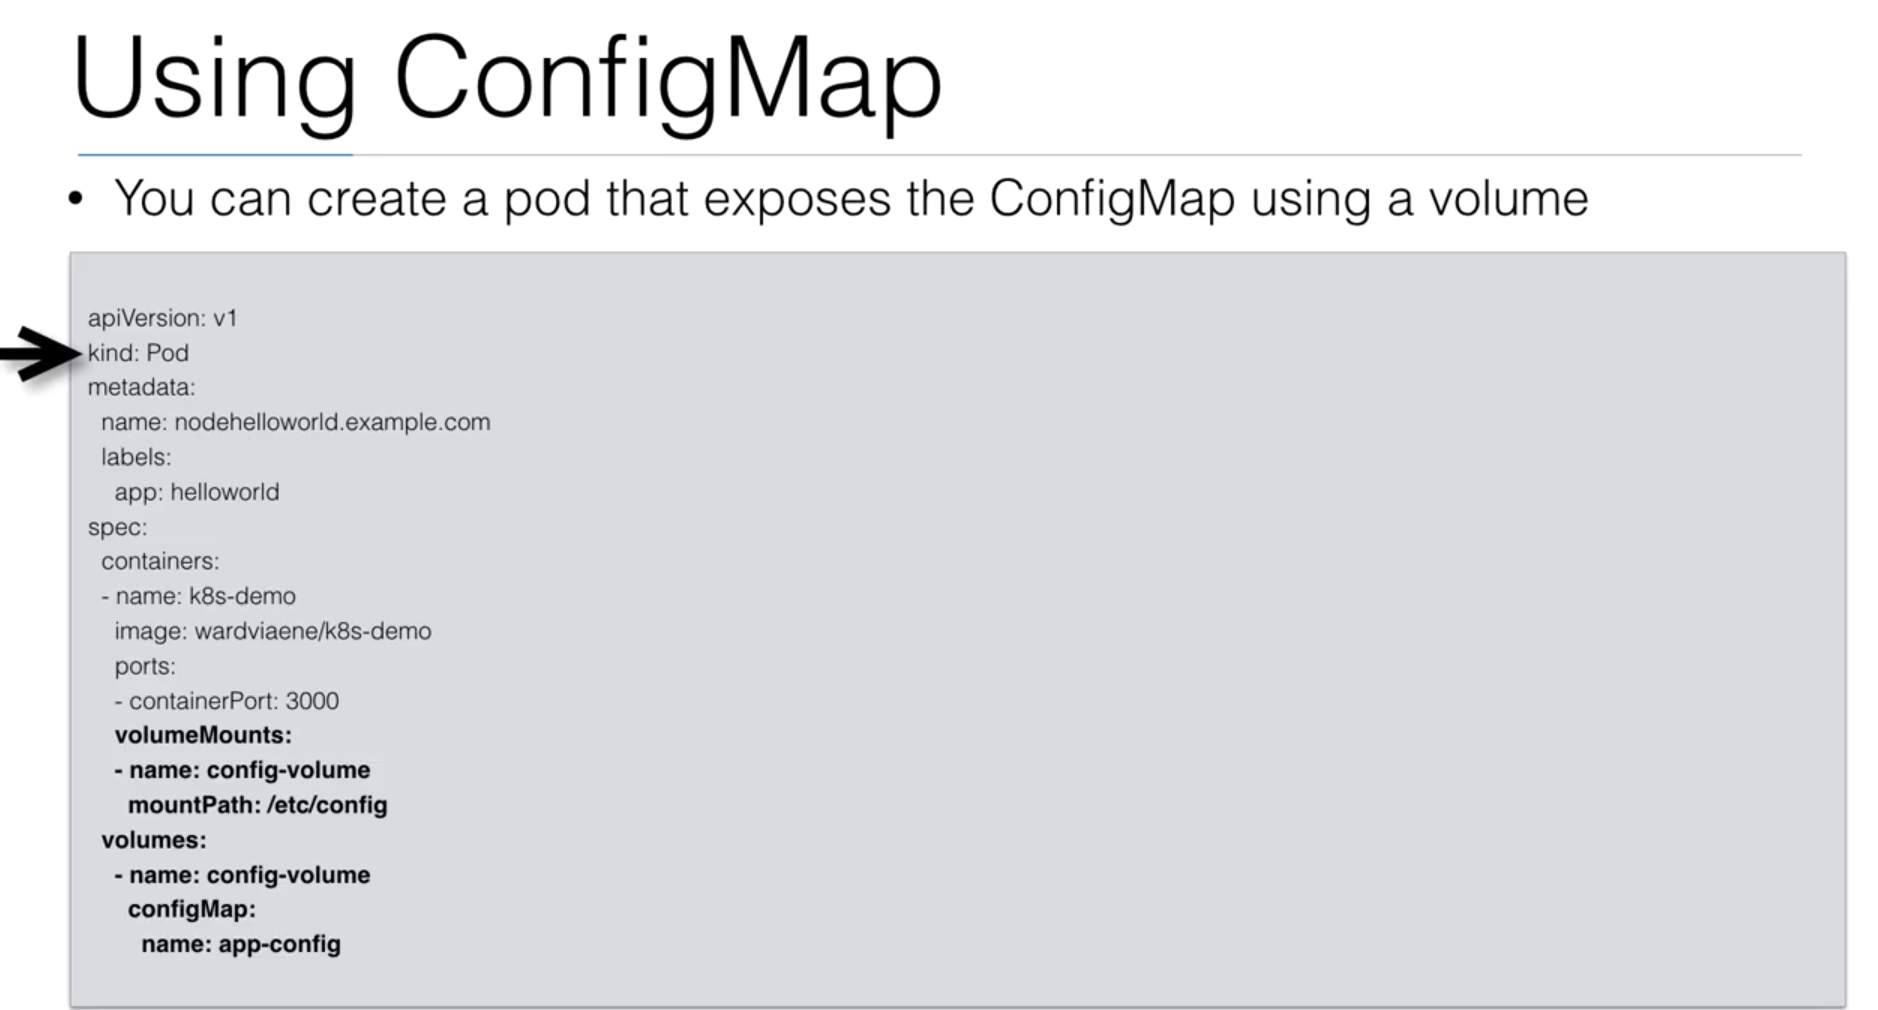 Using ConfigMap
• You can create a pod that exposes the ConfigMap using a volume
apiVersion: v1
kind: Pod
metadata:
  name: nodehelloworld.example.com
  labels:
    app: helloworld
spec:
  containers:
  - name: k8s-demo
    image: wardviaene/k8s-demo
    ports:
    - containerPort: 3000
    volumeMounts:
    - name: config-volume
      mountPath: /etc/config
  volumes:
    - name: config-volume
      configMap:
        name: app-config